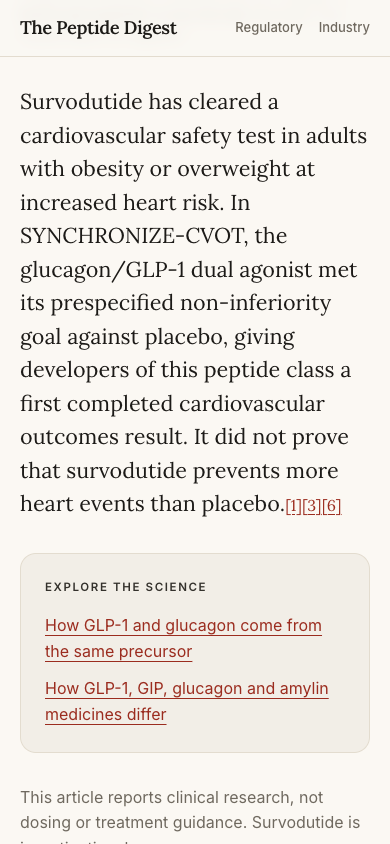 The Peptide Digest
Regulatory Industry
Survodutide has cleared a
cardiovascular safety test in adults
with obesity or overweight at
increased heart risk. In
SYNCHRONIZE-CVOT, the
glucagon/GLP-1 dual agonist met
its prespecified non-inferiority
goal against placebo, giving
developers of this peptide class a
first completed cardiovascular
outcomes result. It did not prove
that survodutide prevents more
heart events than placebo.[1][3][6]
EXPLORE THE SCIENCE
How GLP-1 and glucagon come from
the same precursor
How GLP-1, GIP, glucagon and amylin
medicines differ
This article reports clinical research, not
dosing or treatment guidance. Survodutide is